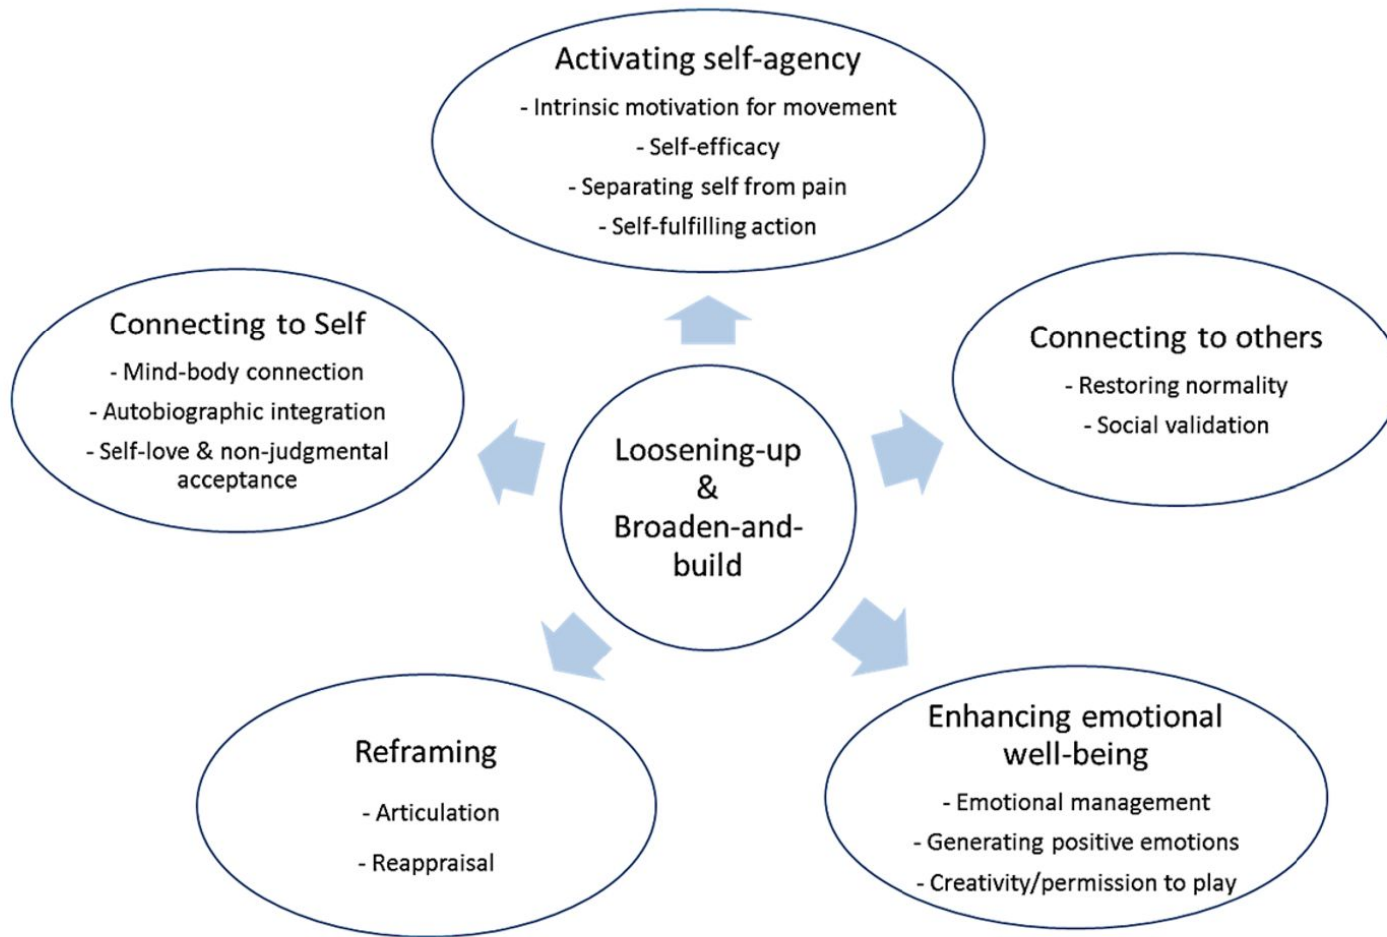 Activating self-agency
- Intrinsic motivation for movement
- Self-efficacy
- Separating self from pain
- Self-fulfilling action
Connecting to Self
- Mind-body connection
- Autobiographic integration
- Self-love & non-judgmental
acceptance
Connecting to others
- Restoring normality
- Social validation
Loosening-up
&
Broaden-and-
build
Reframing
- Articulation
- Reappraisal
Enhancing emotional
well-being
- Emotional management
- Generating positive emotions
- Creativity/permission to play